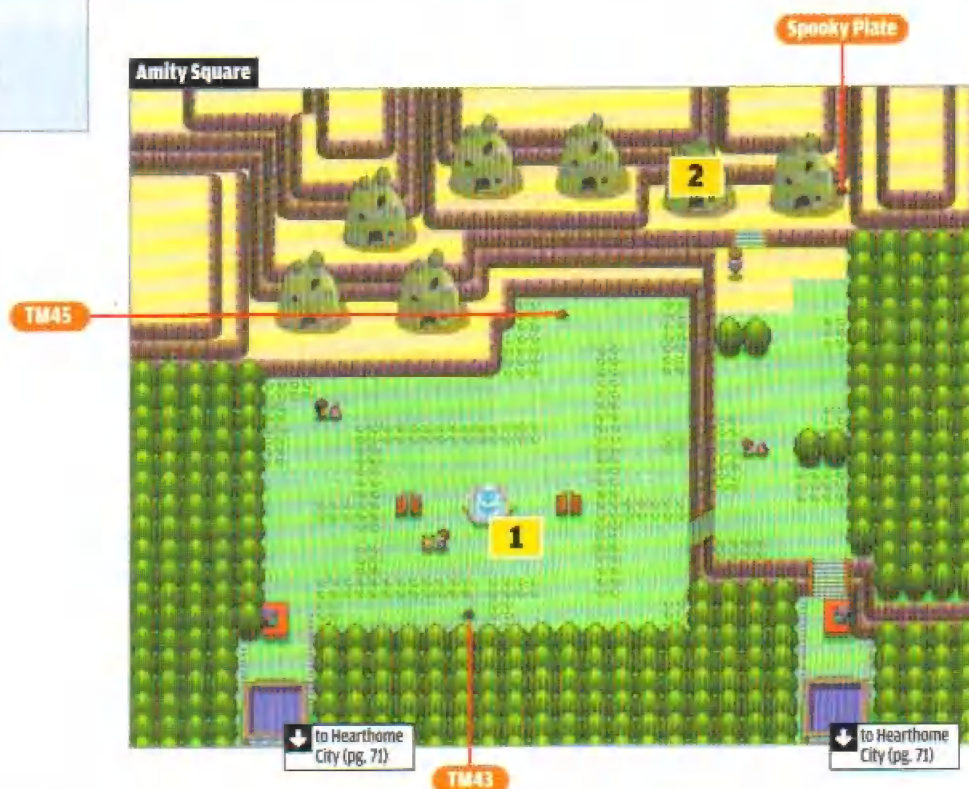 Spooky Plate
Amity Square
2
TM45
1
to Hearthome
City (pg. 71)
to Hearthome
City (pg. 71)
TM43